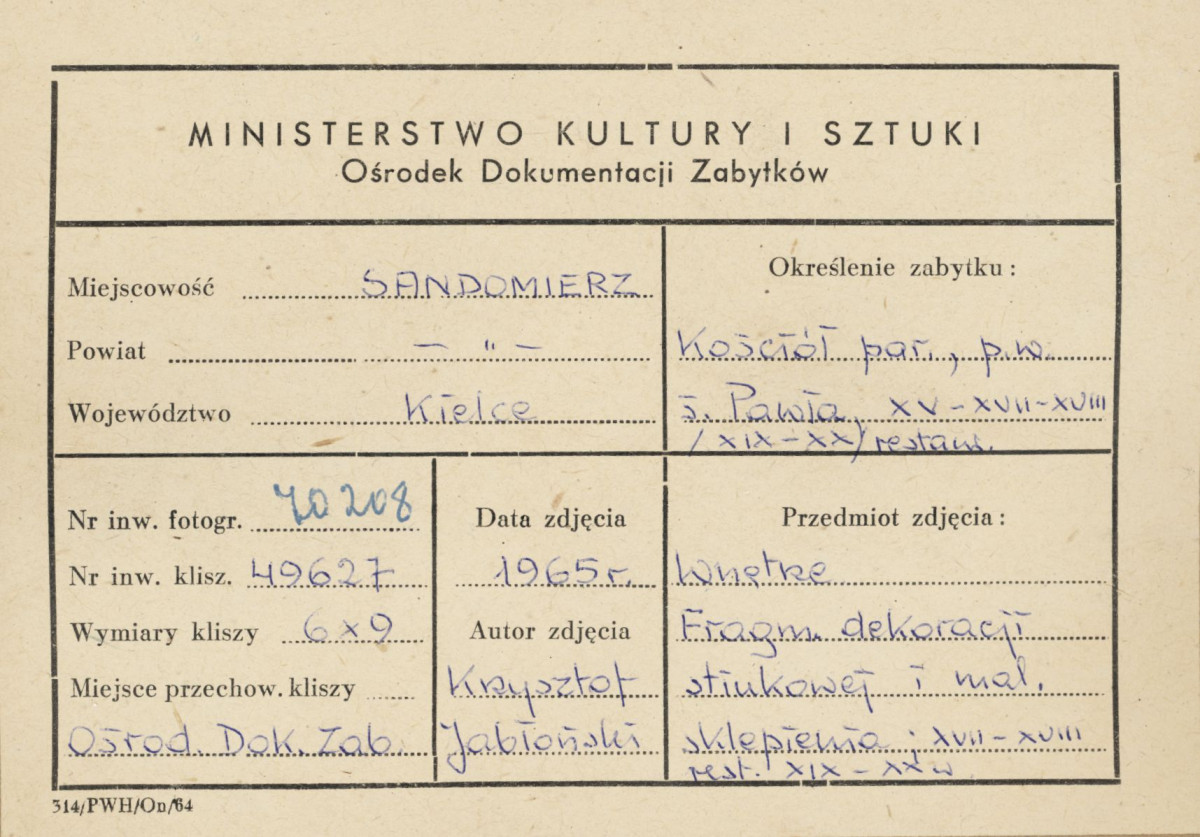 MINISTERSTWO KULTURY I SZTUKI
Ośrodek Dokumentacji Zabytków
Miejscowość SANDOMIERZ
Powiat — " —
Województwo Kielce
Określenie zabytku:
Kościół par., p.w.
ś. Pawła, XV-XVII-XVIII
/XIX-XX/ restaur.
Nr inw. fotogr. 70208
Nr inw. klisz. 49627
Wymiary kliszy 6x9
Miejsce przechow. kliszy
Ośrod. Dok. Zab.
Data zdjęcia
1965r.
Autor zdjęcia
Krzysztof
Jabłoński
Przedmiot zdjęcia:
Wnętrze
Fragm. dekoracji
stiukowej i mal.
sklepienia; XVII-XVIII
rest. XIX-XX w.
314/PWH/On/64